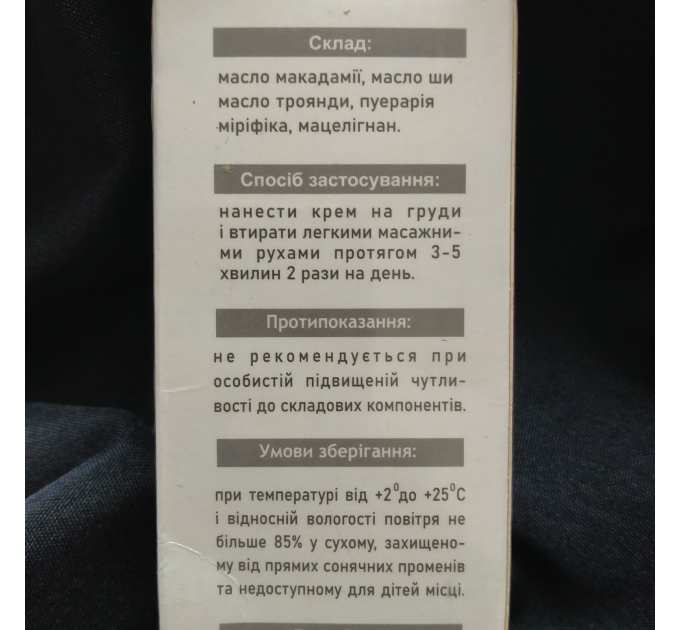 Склад:
масло макадамії, масло ши
масло троянди, пуерарія
міріфіка, мацелігнан.
Спосіб застосування:
нанести крем на груди
і втирати легкими масажни-
ми рухами протягом 3-5
хвилин 2 рази на день.
Протипоказання:
не рекомендується при
особистій підвищеній чутли-
вості до складових компонентів.
Умови зберігання:
при температурі від +2⁰до +25⁰С
і відносній вологості повітря не
більше 85% у сухому, захищено-
му від прямих сонячних променів
та недоступному для дітей місці.